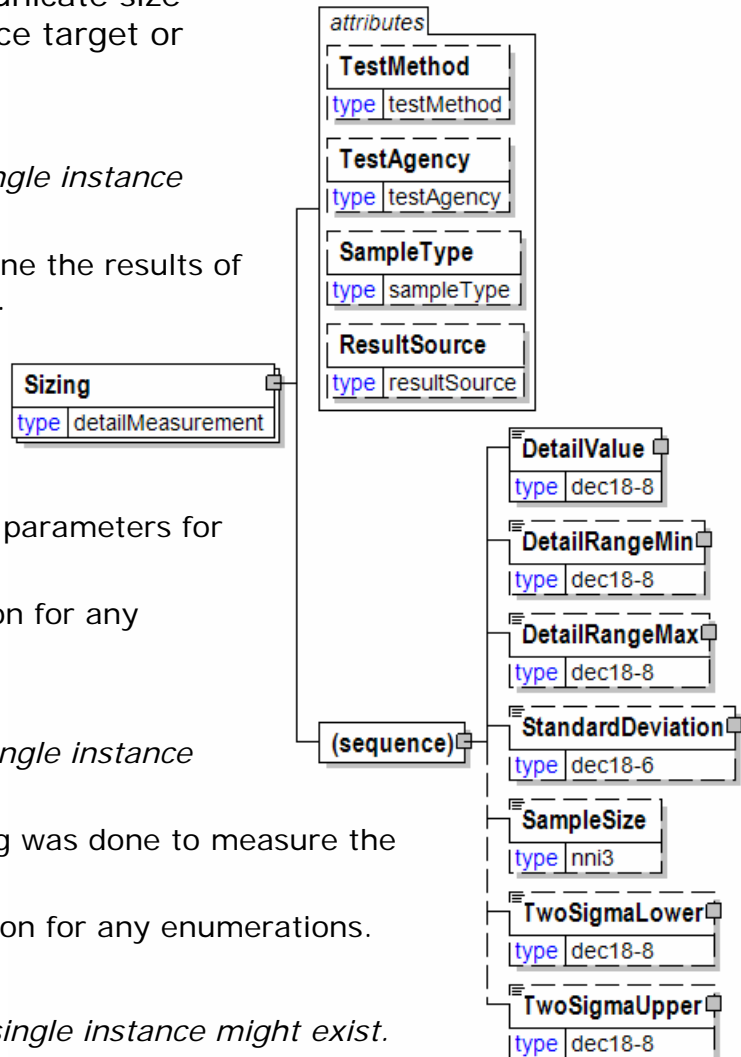 unicate size
ce target or
ngle instance
ne the results of
.
parameters for
on for any
ngle instance
g was done to measure the
on for any enumerations.
single instance might exist.
Sizing
type detailMeasurement
attributes
TestMethod
type testMethod
TestAgency
type testAgency
SampleType
type sampleType
ResultSource
type resultSource
(sequence)
DetailValue
type dec18-8
DetailRangeMin
type dec18-8
DetailRangeMax
type dec18-8
StandardDeviation
type dec18-6
SampleSize
type nni3
TwoSigmaLower
type dec18-8
TwoSigmaUpper
type dec18-8